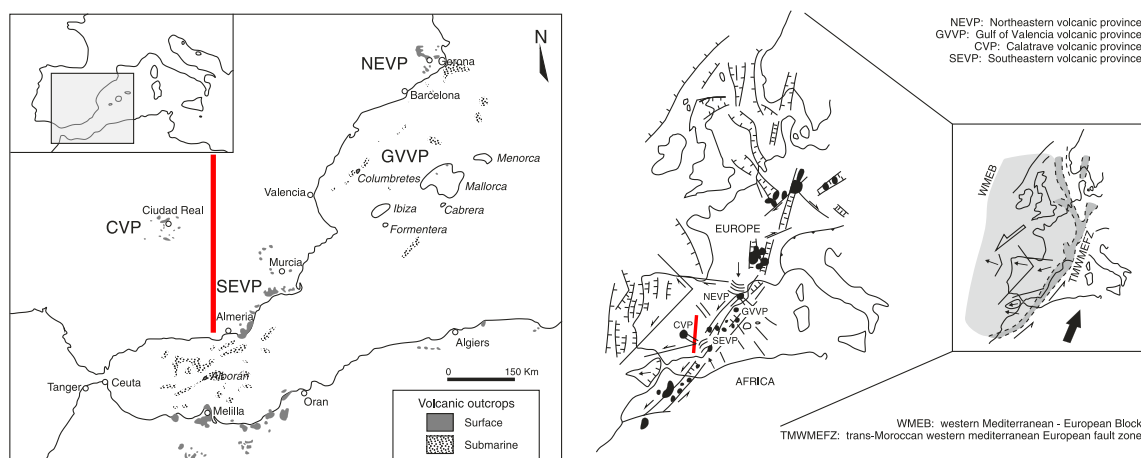 N
NEVP
Gerona
Barcelona
GVVP
Menorca
Columbretes
Mallorca
Valencia
Ibiza
Cabrera
Formentera
Ciudad Real
CVP
Murcia
SEVP
Almeria
Algiers
Alborán
Tanger
Ceuta
Oran
Melilla
0 150 Km
Volcanic outcrops
Surface
Submarine
NEVP: Northeastern volcanic province
GVVP: Gulf of Valencia volcanic province
CVP: Calatrave volcanic province
SEVP: Southeastern volcanic province
EUROPE
NEVP
GVVP
CVP
SEVP
AFRICA
WMEB
TMWMEFZ
WMEB: western Mediterranean - European Block
TMWMEFZ: trans-Moroccan western mediterranean European fault zone